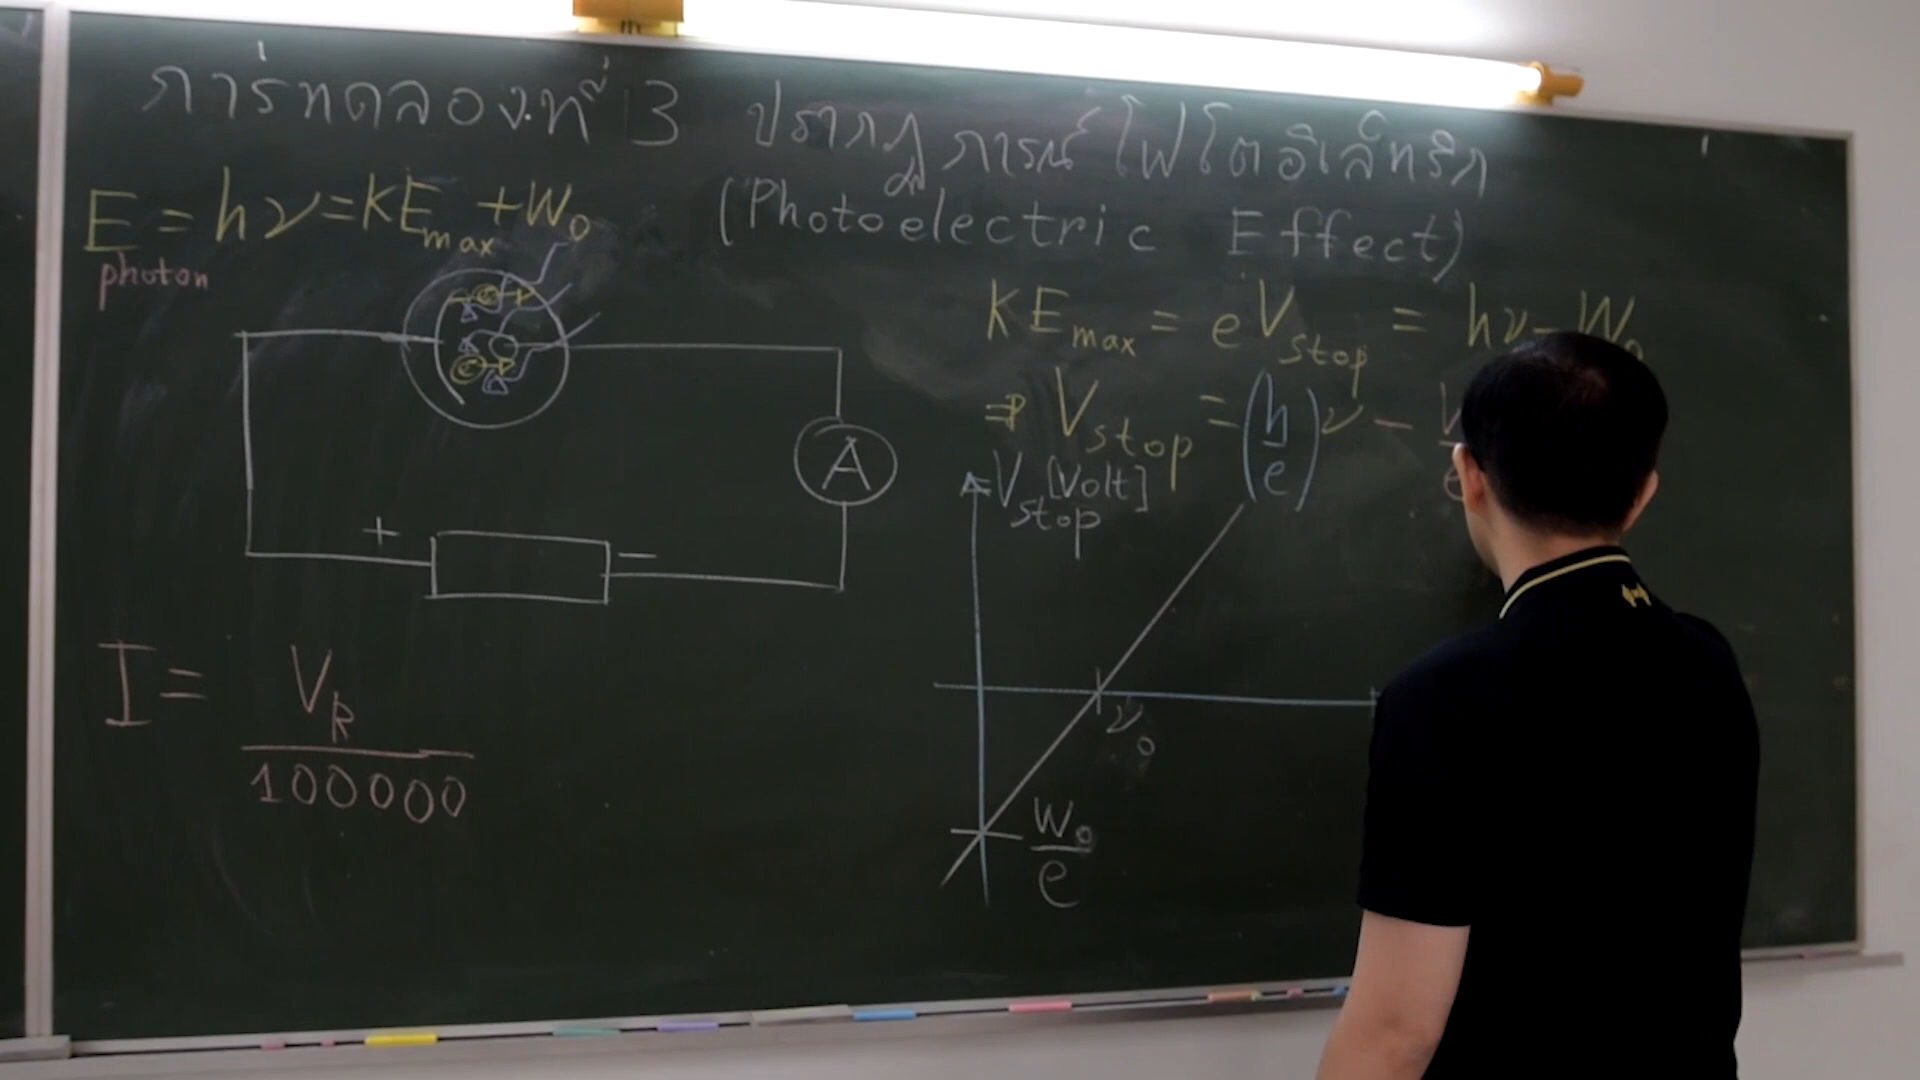 การทดลองที่ 3 ปรากฏการณ์โฟโตอิเล็กทริก
(Photoelectric Effect)
E = hν = KEmax + W0
photon
KEmax = eVstop = hν - W0
⇒ Vstop = (h/e)ν -
Vstop [Volt]
A
+ −
ν0
W0/e
I = VR/100000